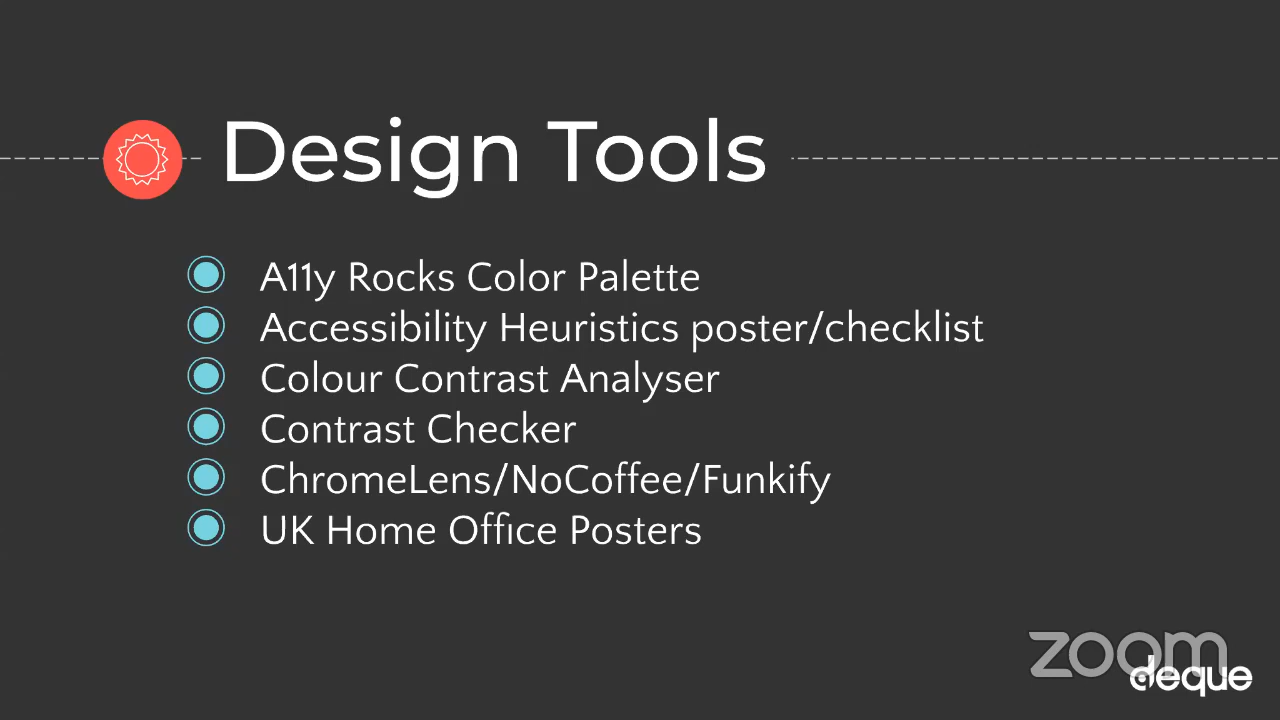 Design Tools
A11y Rocks Color Palette
Accessibility Heuristics poster/checklist
Colour Contrast Analyser
Contrast Checker
ChromeLens/NoCoffee/Funkify
UK Home Office Posters
zoom
deque